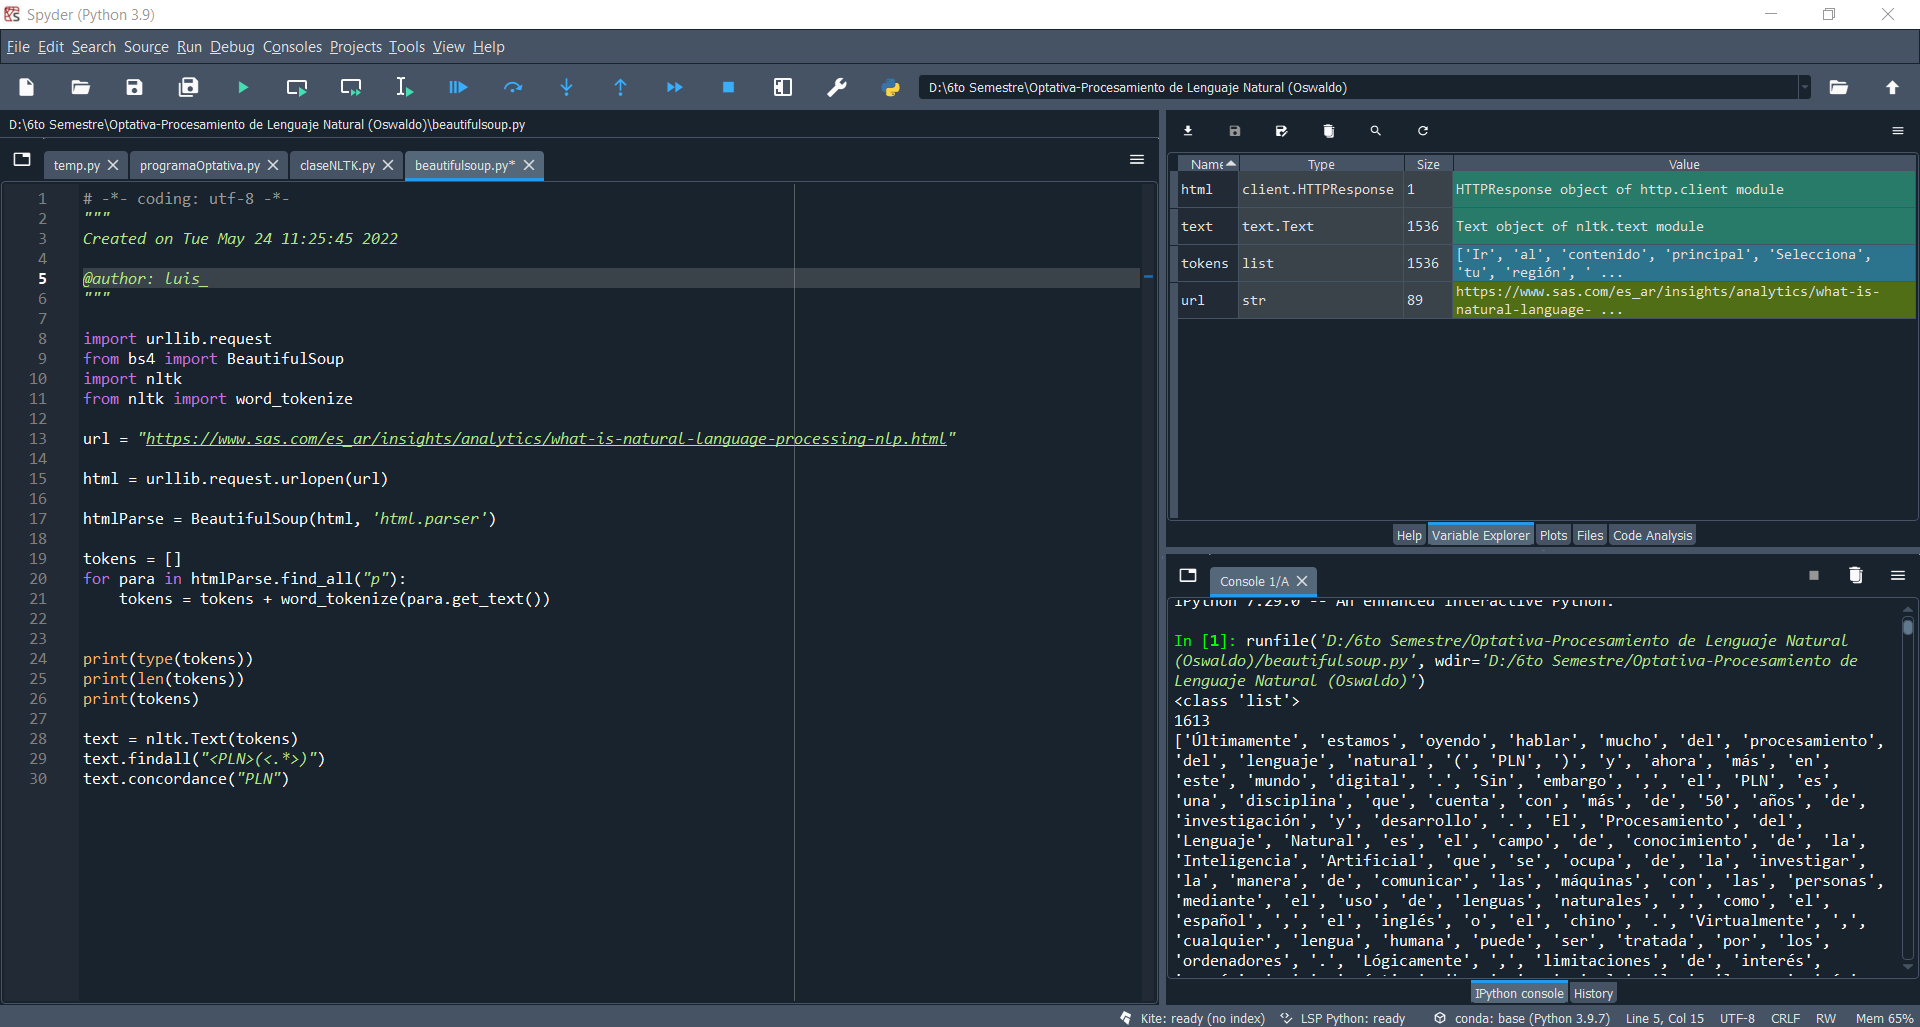 Spyder (Python 3.9)
File Edit Search Source Run Debug Consoles Projects Tools View Help
D:\6to Semestre\Optativa-Procesamiento de Lenguaje Natural (Oswaldo)
D:\6to Semestre\Optativa-Procesamiento de Lenguaje Natural (Oswaldo)\beautifulsoup.py
temp.py programaOptativa.py claseNLTK.py beautifulsoup.py*
1 # -*- coding: utf-8 -*-
2 """
3 Created on Tue May 24 11:25:45 2022
4
5 @author: luis_
6 """
7
8 import urllib.request
9 from bs4 import BeautifulSoup
10 import nltk
11 from nltk import word_tokenize
12
13 url = "https://www.sas.com/es_ar/insights/analytics/what-is-natural-language-processing-nlp.html"
14
15 html = urllib.request.urlopen(url)
16
17 htmlParse = BeautifulSoup(html, 'html.parser')
18
19 tokens = []
20 for para in htmlParse.find_all("p"):
21 tokens = tokens + word_tokenize(para.get_text())
22
23
24 print(type(tokens))
25 print(len(tokens))
26 print(tokens)
27
28 text = nltk.Text(tokens)
29 text.findall("<PLN>(<.*>)")
30 text.concordance("PLN")
Name Type Size Value
html client.HTTPResponse 1 HTTPResponse object of http.client module
text text.Text 1536 Text object of nltk.text module
tokens list 1536 ['Ir', 'al', 'contenido', 'principal', 'Selecciona',
'tu', 'región', ' ...
url str 89 https://www.sas.com/es_ar/insights/analytics/what-is-
natural-language- ...
Help Variable Explorer Plots Files Code Analysis
Console 1/A
IPython 7.29.0 -- An enhanced Interactive Python.
In [1]: runfile('D:/6to Semestre/Optativa-Procesamiento de Lenguaje Natural
(Oswaldo)/beautifulsoup.py', wdir='D:/6to Semestre/Optativa-Procesamiento de
Lenguaje Natural (Oswaldo)')
<class 'list'>
1613
['Últimamente', 'estamos', 'oyendo', 'hablar', 'mucho', 'del', 'procesamiento',
'del', 'lenguaje', 'natural', '(', 'PLN', ')', 'y', 'ahora', 'más', 'en',
'este', 'mundo', 'digital', '.', 'Sin', 'embargo', ',', 'el', 'PLN', 'es',
'una', 'disciplina', 'que', 'cuenta', 'con', 'más', 'de', '50', 'años', 'de',
'investigación', 'y', 'desarrollo', '.', 'El', 'Procesamiento', 'del',
'Lenguaje', 'Natural', 'es', 'el', 'campo', 'de', 'conocimiento', 'de', 'la',
'Inteligencia', 'Artificial', 'que', 'se', 'ocupa', 'de', 'la', 'investigar',
'la', 'manera', 'de', 'comunicar', 'las', 'máquinas', 'con', 'las', 'personas',
'mediante', 'el', 'uso', 'de', 'lenguas', 'naturales', ',', 'como', 'el',
'español', ',', 'el', 'inglés', 'o', 'el', 'chino', '.', 'Virtualmente', ',',
'cualquier', 'lengua', 'humana', 'puede', 'ser', 'tratada', 'por', 'los',
'ordenadores', '.', 'Lógicamente', ',', 'limitaciones', 'de', 'interés',
IPython console History
Kite: ready (no index) LSP Python: ready conda: base (Python 3.9.7) Line 5, Col 15 UTF-8 CRLF RW Mem 65%